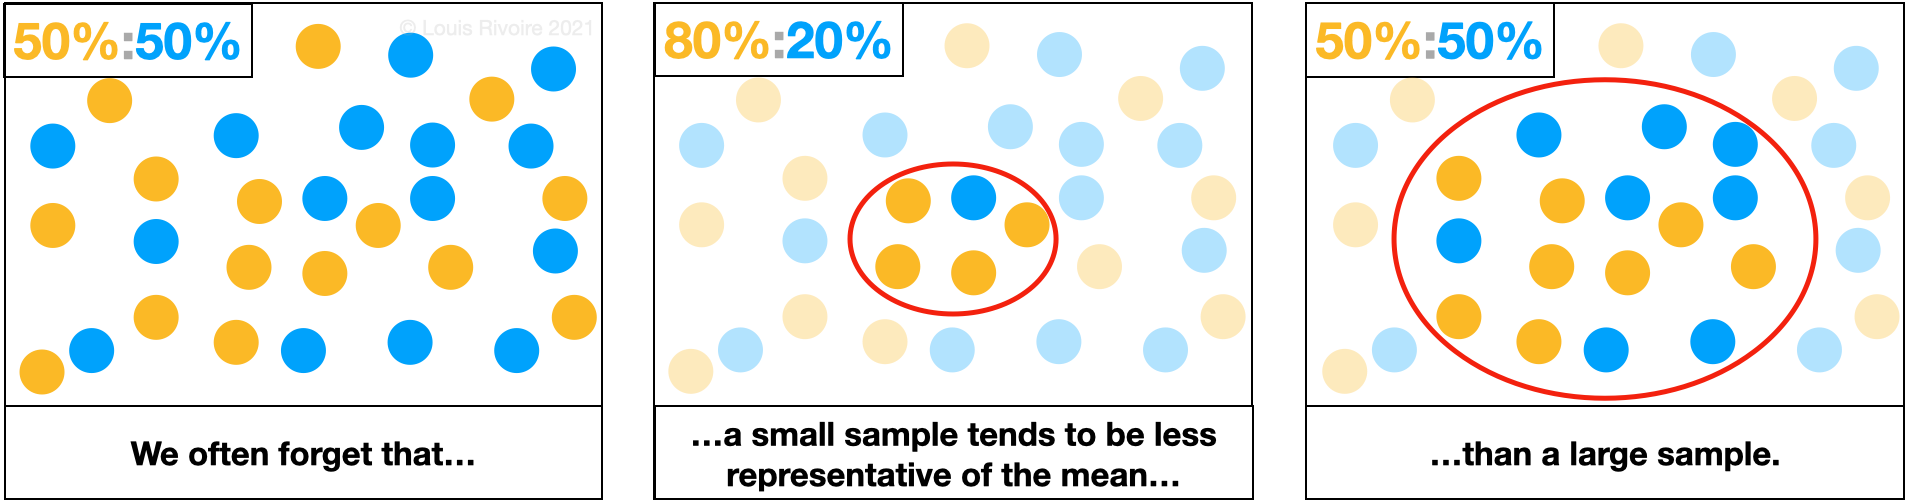 50%:50%
© Louis Rivoire 2021
We often forget that...
80%:20%
...a small sample tends to be less
representative of the mean...
50%:50%
...than a large sample.